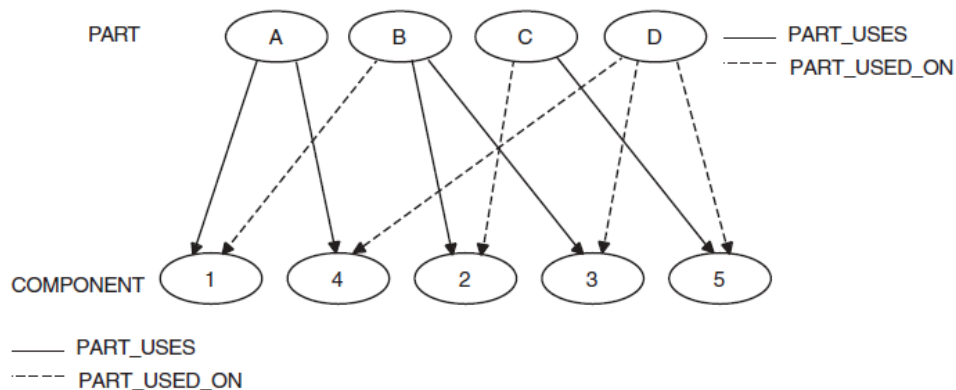 PART
A
B
C
D
PART_USES
PART_USED_ON
COMPONENT
1
4
2
3
5
PART_USES
PART_USED_ON